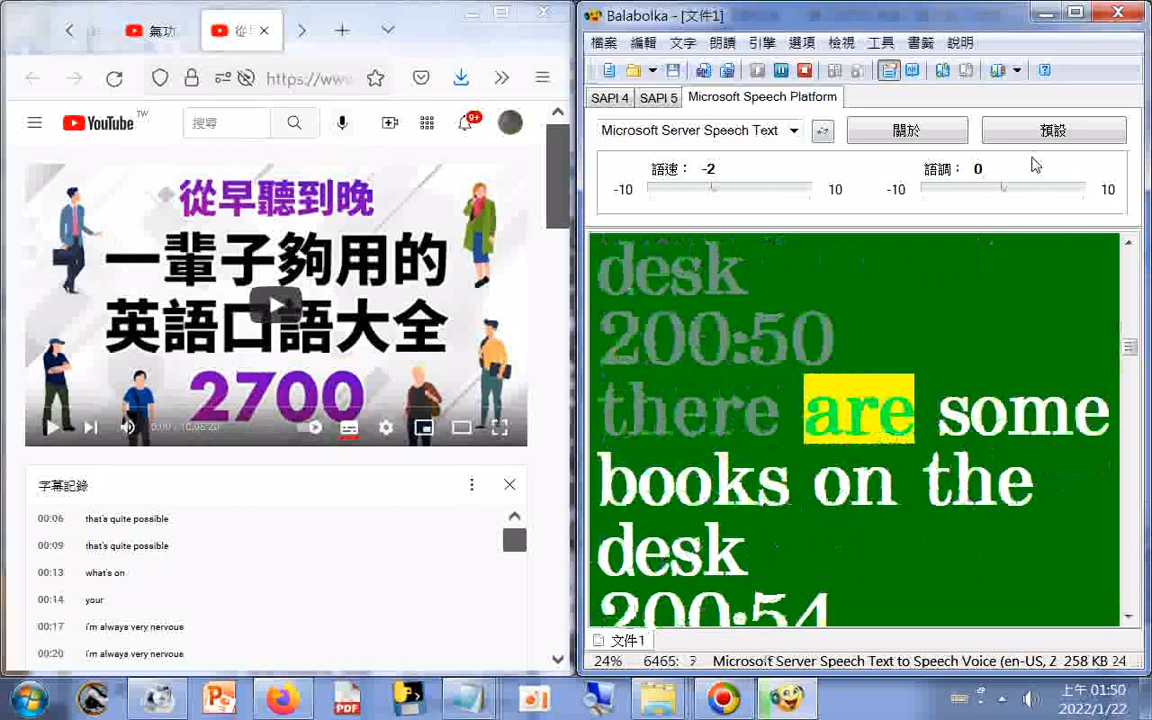 氣功
從!
https://www.
YouTube TW
搜尋
9+
從早聽到晚
一輩子夠用的
英語口語大全
2700
0:00 / 10:05:20
字幕記錄
00:06 that's quite possible
00:09 that's quite possible
00:13 what's on
00:14 your
00:17 i'm always very nervous
00:20 i'm always very nervous
Balabolka - [文件1]
檔案 編輯 文字 朗讀 引擎 選項 檢視 工具 書籤 說明
SAPI 4 SAPI 5 Microsoft Speech Platform
Microsoft Server Speech Text 關於 預設
語速： -2 語調： 0
-10 10 -10 10
desk
200:50
there are some
books on the
desk
200:54
文件1
24% 6465: Microsoft Server Speech Text to Speech Voice (en-US, 2 258 KB 24
PDF
上午 01:50
2022/1/22